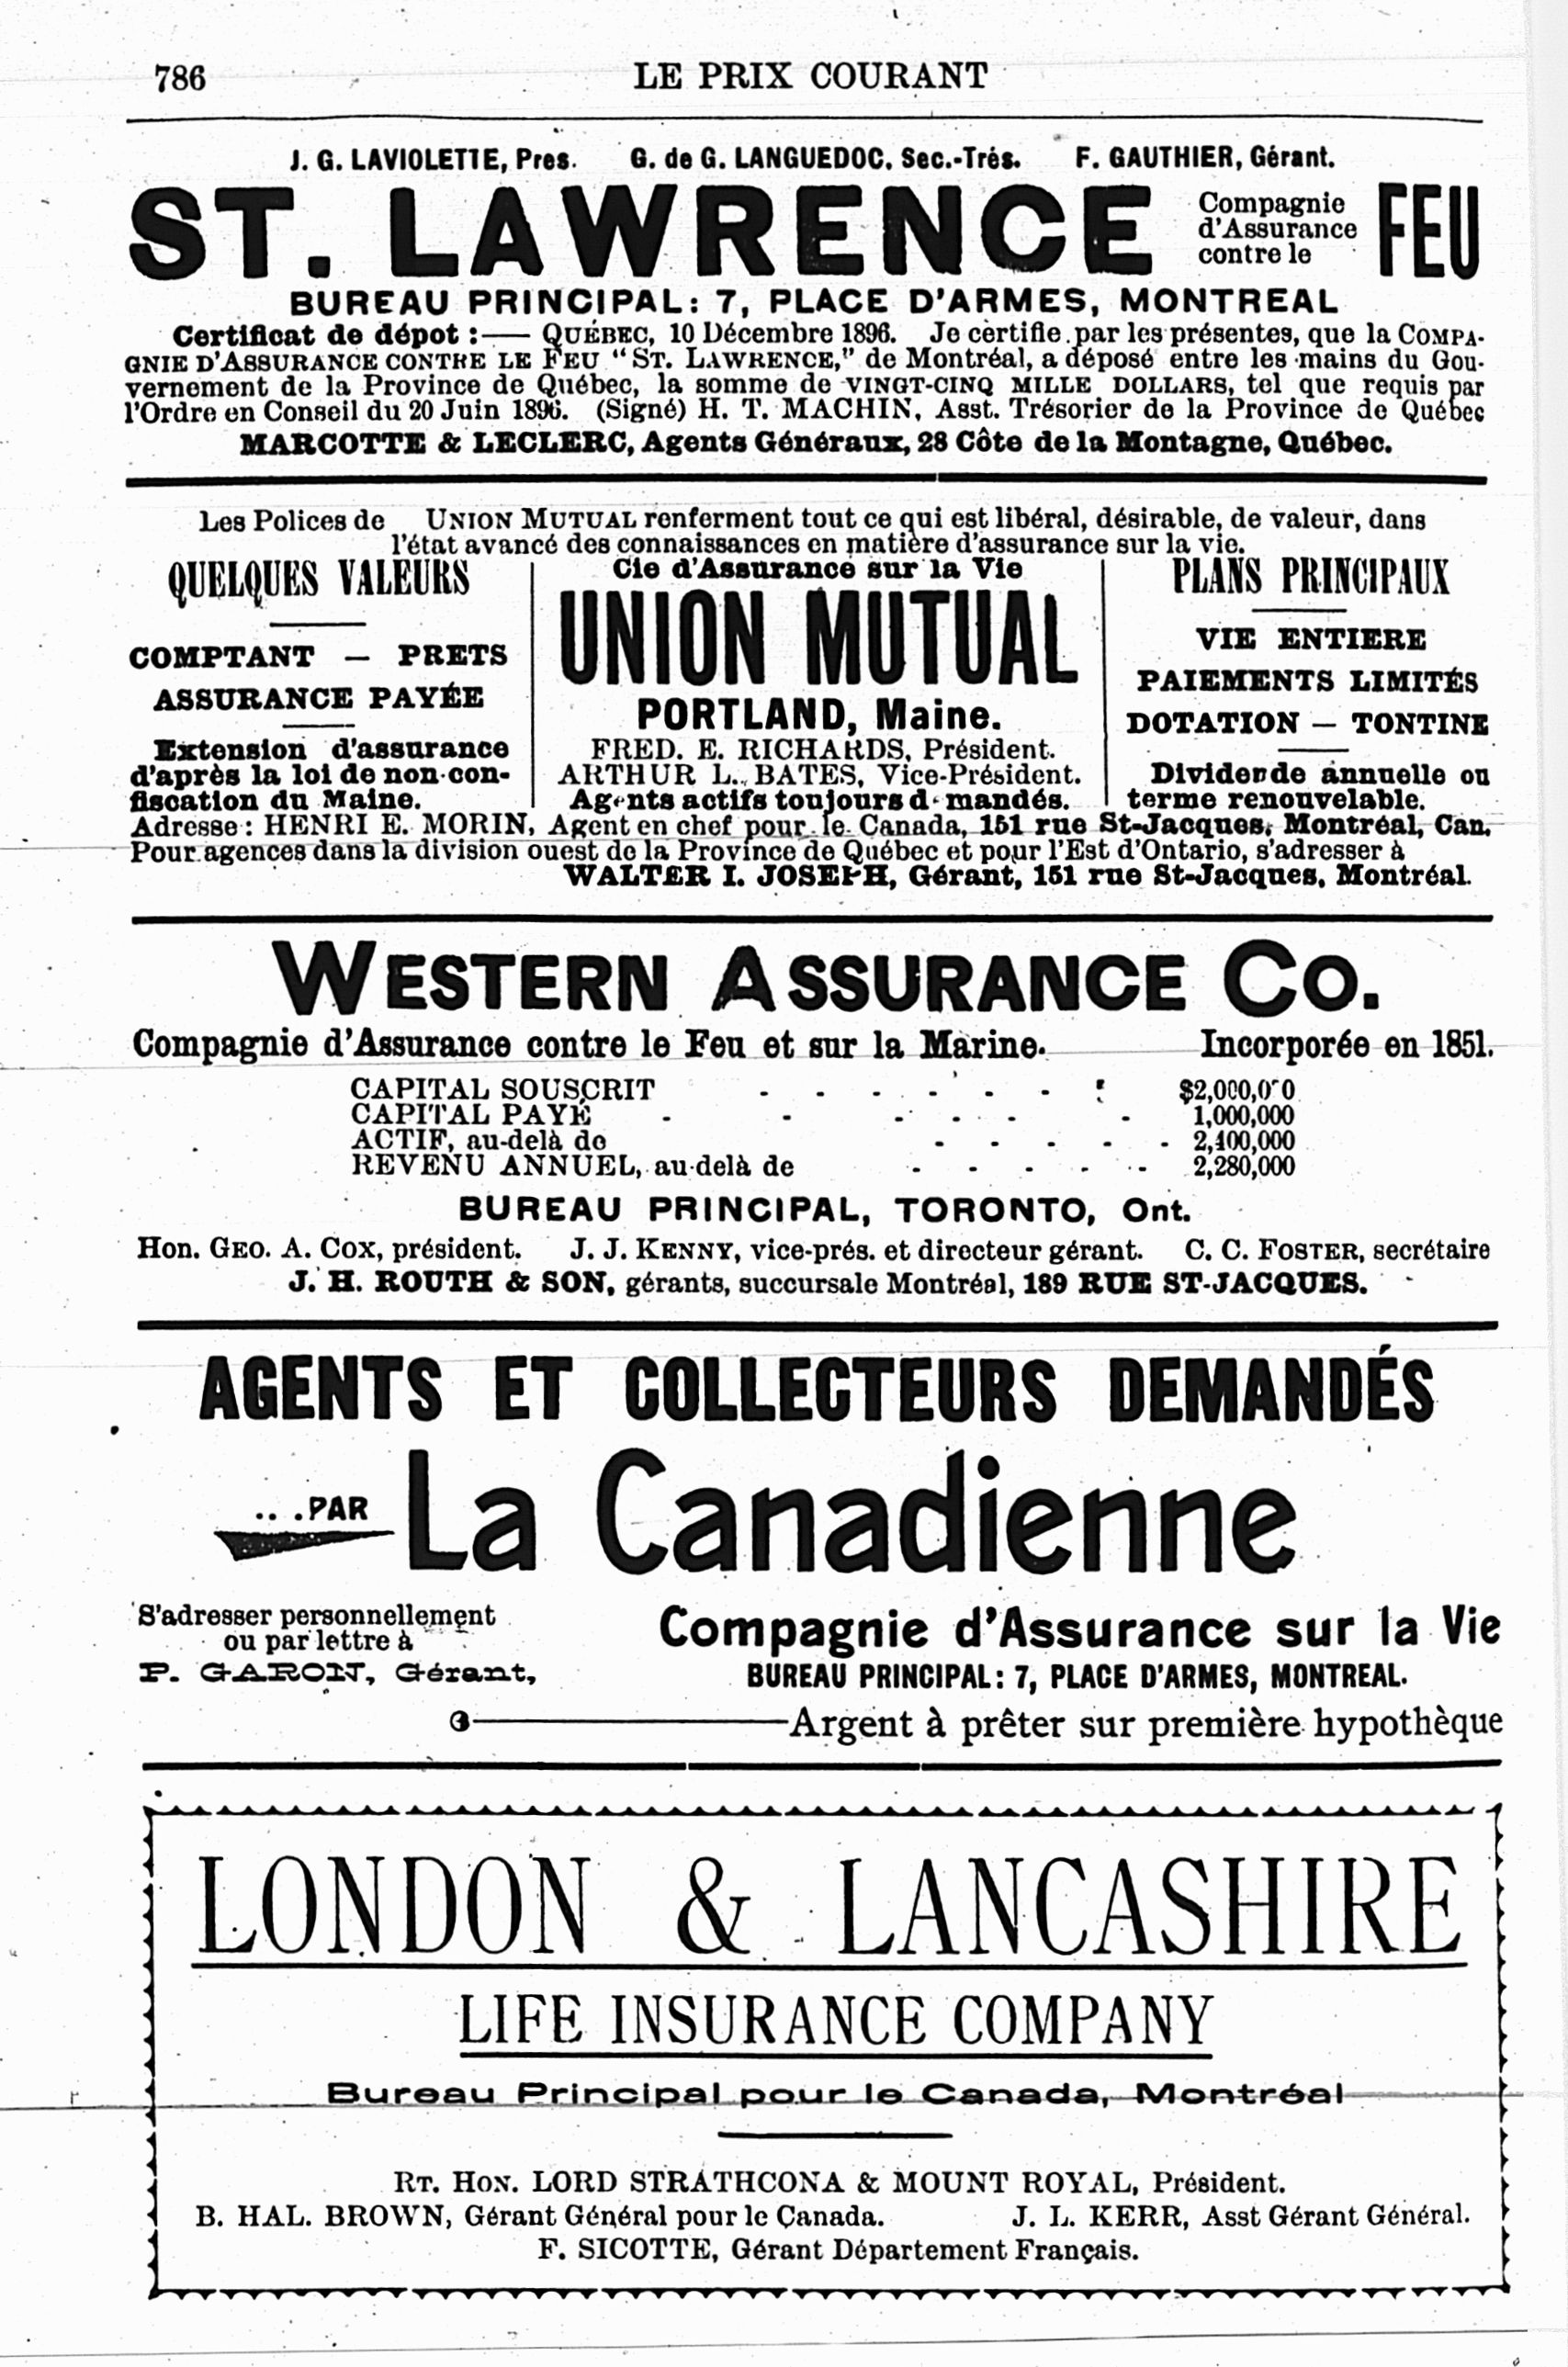 786
LE PRIX COURANT
J. G. LAVIOLETTE, Pres. G. de G. LANGUEDOC, Sec.-Trés. F. GAUTHIER, Gérant.
ST. LAWRENCE
Compagnie
d'Assurance
contre le
FEU
BUREAU PRINCIPAL: 7, PLACE D'ARMES, MONTREAL
Certificat de dépot :— QUÉBEC, 10 Décembre 1896. Je certifie par les présentes, que la COMPA-
GNIE D'ASSURANCE CONTRE LE FEU "ST. LAWRENCE," de Montréal, a déposé entre les mains du Gou-
vernement de la Province de Québec, la somme de VINGT-CINQ MILLE DOLLARS, tel que requis par
l'Ordre en Conseil du 20 Juin 1896. (Signé) H. T. MACHIN, Asst. Trésorier de la Province de Québec
MARCOTTE & LECLERC, Agents Généraux, 28 Côte de la Montagne, Québec.
Les Polices de UNION MUTUAL renferment tout ce qui est libéral, désirable, de valeur, dans
l'état avancé des connaissances en matière d'assurance sur la vie.
QUELQUES VALEURS
COMPTANT — PRETS
ASSURANCE PAYÉE
Extension d'assurance
d'après la loi de non-con-
fiscation du Maine.
Cie d'Assurance sur la Vie
UNION MUTUAL
PORTLAND, Maine.
FRED. E. RICHARDS, Président.
ARTHUR L. BATES, Vice-Président.
Agents actifs toujours demandés.
PLANS PRINCIPAUX
VIE ENTIERE
PAIEMENTS LIMITÉS
DOTATION — TONTINE
Dividende annuelle ou
terme renouvelable.
Adresse : HENRI E. MORIN, Agent en chef pour le Canada, 151 rue St-Jacques, Montréal, Can.
Pour agences dans la division ouest de la Province de Québec et pour l'Est d'Ontario, s'adresser à
WALTER I. JOSEPH, Gérant, 151 rue St-Jacques, Montréal.
WESTERN ASSURANCE CO.
Compagnie d'Assurance contre le Feu et sur la Marine. Incorporée en 1851.
CAPITAL SOUSCRIT - - - - - - $2,000,000
CAPITAL PAYÉ - - - - - - 1,000,000
ACTIF, au-delà de - - - - - 2,400,000
REVENU ANNUEL, au-delà de - - - - - 2,280,000
BUREAU PRINCIPAL, TORONTO, Ont.
Hon. GEO. A. COX, président. J. J. KENNY, vice-prés. et directeur gérant. C. C. FOSTER, secrétaire
J. H. ROUTH & SON, gérants, succursale Montréal, 189 RUE ST-JACQUES.
AGENTS ET COLLECTEURS DEMANDÉS
... .PAR La Canadienne
S'adresser personnellement
ou par lettre à
P. GARON, Gérant,
Compagnie d'Assurance sur la Vie
BUREAU PRINCIPAL: 7, PLACE D'ARMES, MONTREAL.
Argent à prêter sur première hypothèque
LONDON & LANCASHIRE
LIFE INSURANCE COMPANY
Bureau Principal pour le Canada, Montréal
RT. HON. LORD STRATHCONA & MOUNT ROYAL, Président.
B. HAL. BROWN, Gérant Général pour le Canada. J. L. KERR, Asst Gérant Général.
F. SICOTTE, Gérant Département Français.